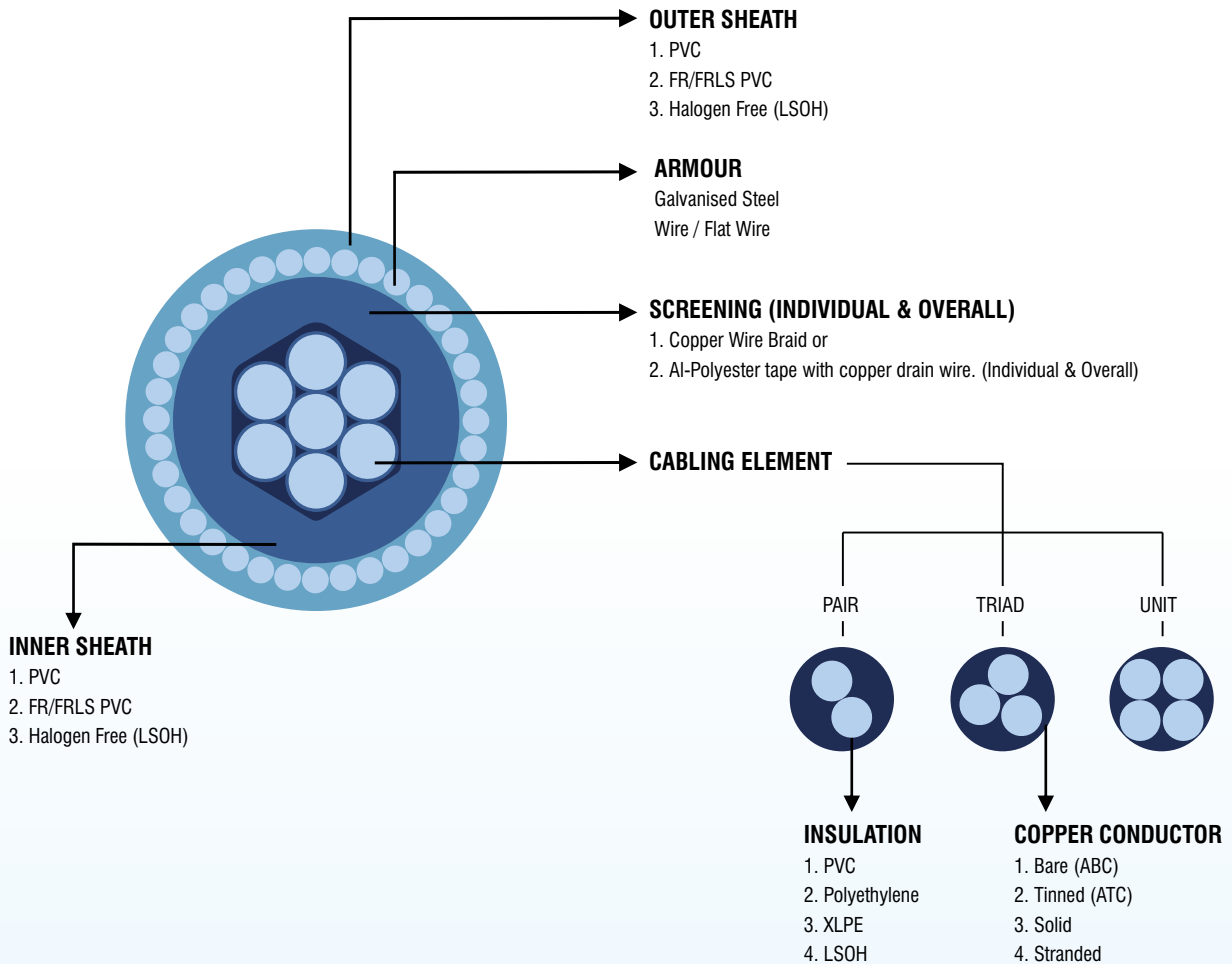 OUTER SHEATH
1. PVC
2. FR/FRLS PVC
3. Halogen Free (LSOH)
ARMOUR
Galvanised Steel
Wire / Flat Wire
SCREENING (INDIVIDUAL & OVERALL)
1. Copper Wire Braid or
2. Al-Polyester tape with copper drain wire. (Individual & Overall)
CABLING ELEMENT
PAIR
TRIAD
UNIT
INNER SHEATH
1. PVC
2. FR/FRLS PVC
3. Halogen Free (LSOH)
INSULATION
1. PVC
2. Polyethylene
3. XLPE
4. LSOH
COPPER CONDUCTOR
1. Bare (ABC)
2. Tinned (ATC)
3. Solid
4. Stranded